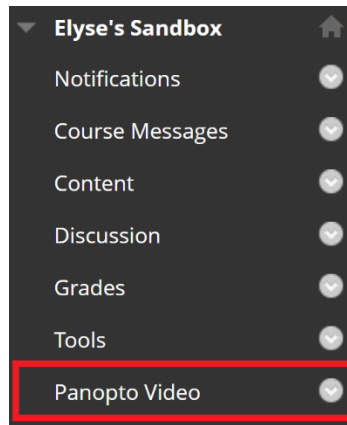 Elyse's Sandbox
Notifications
Course Messages
Content
Discussion
Grades
Tools
Panopto Video